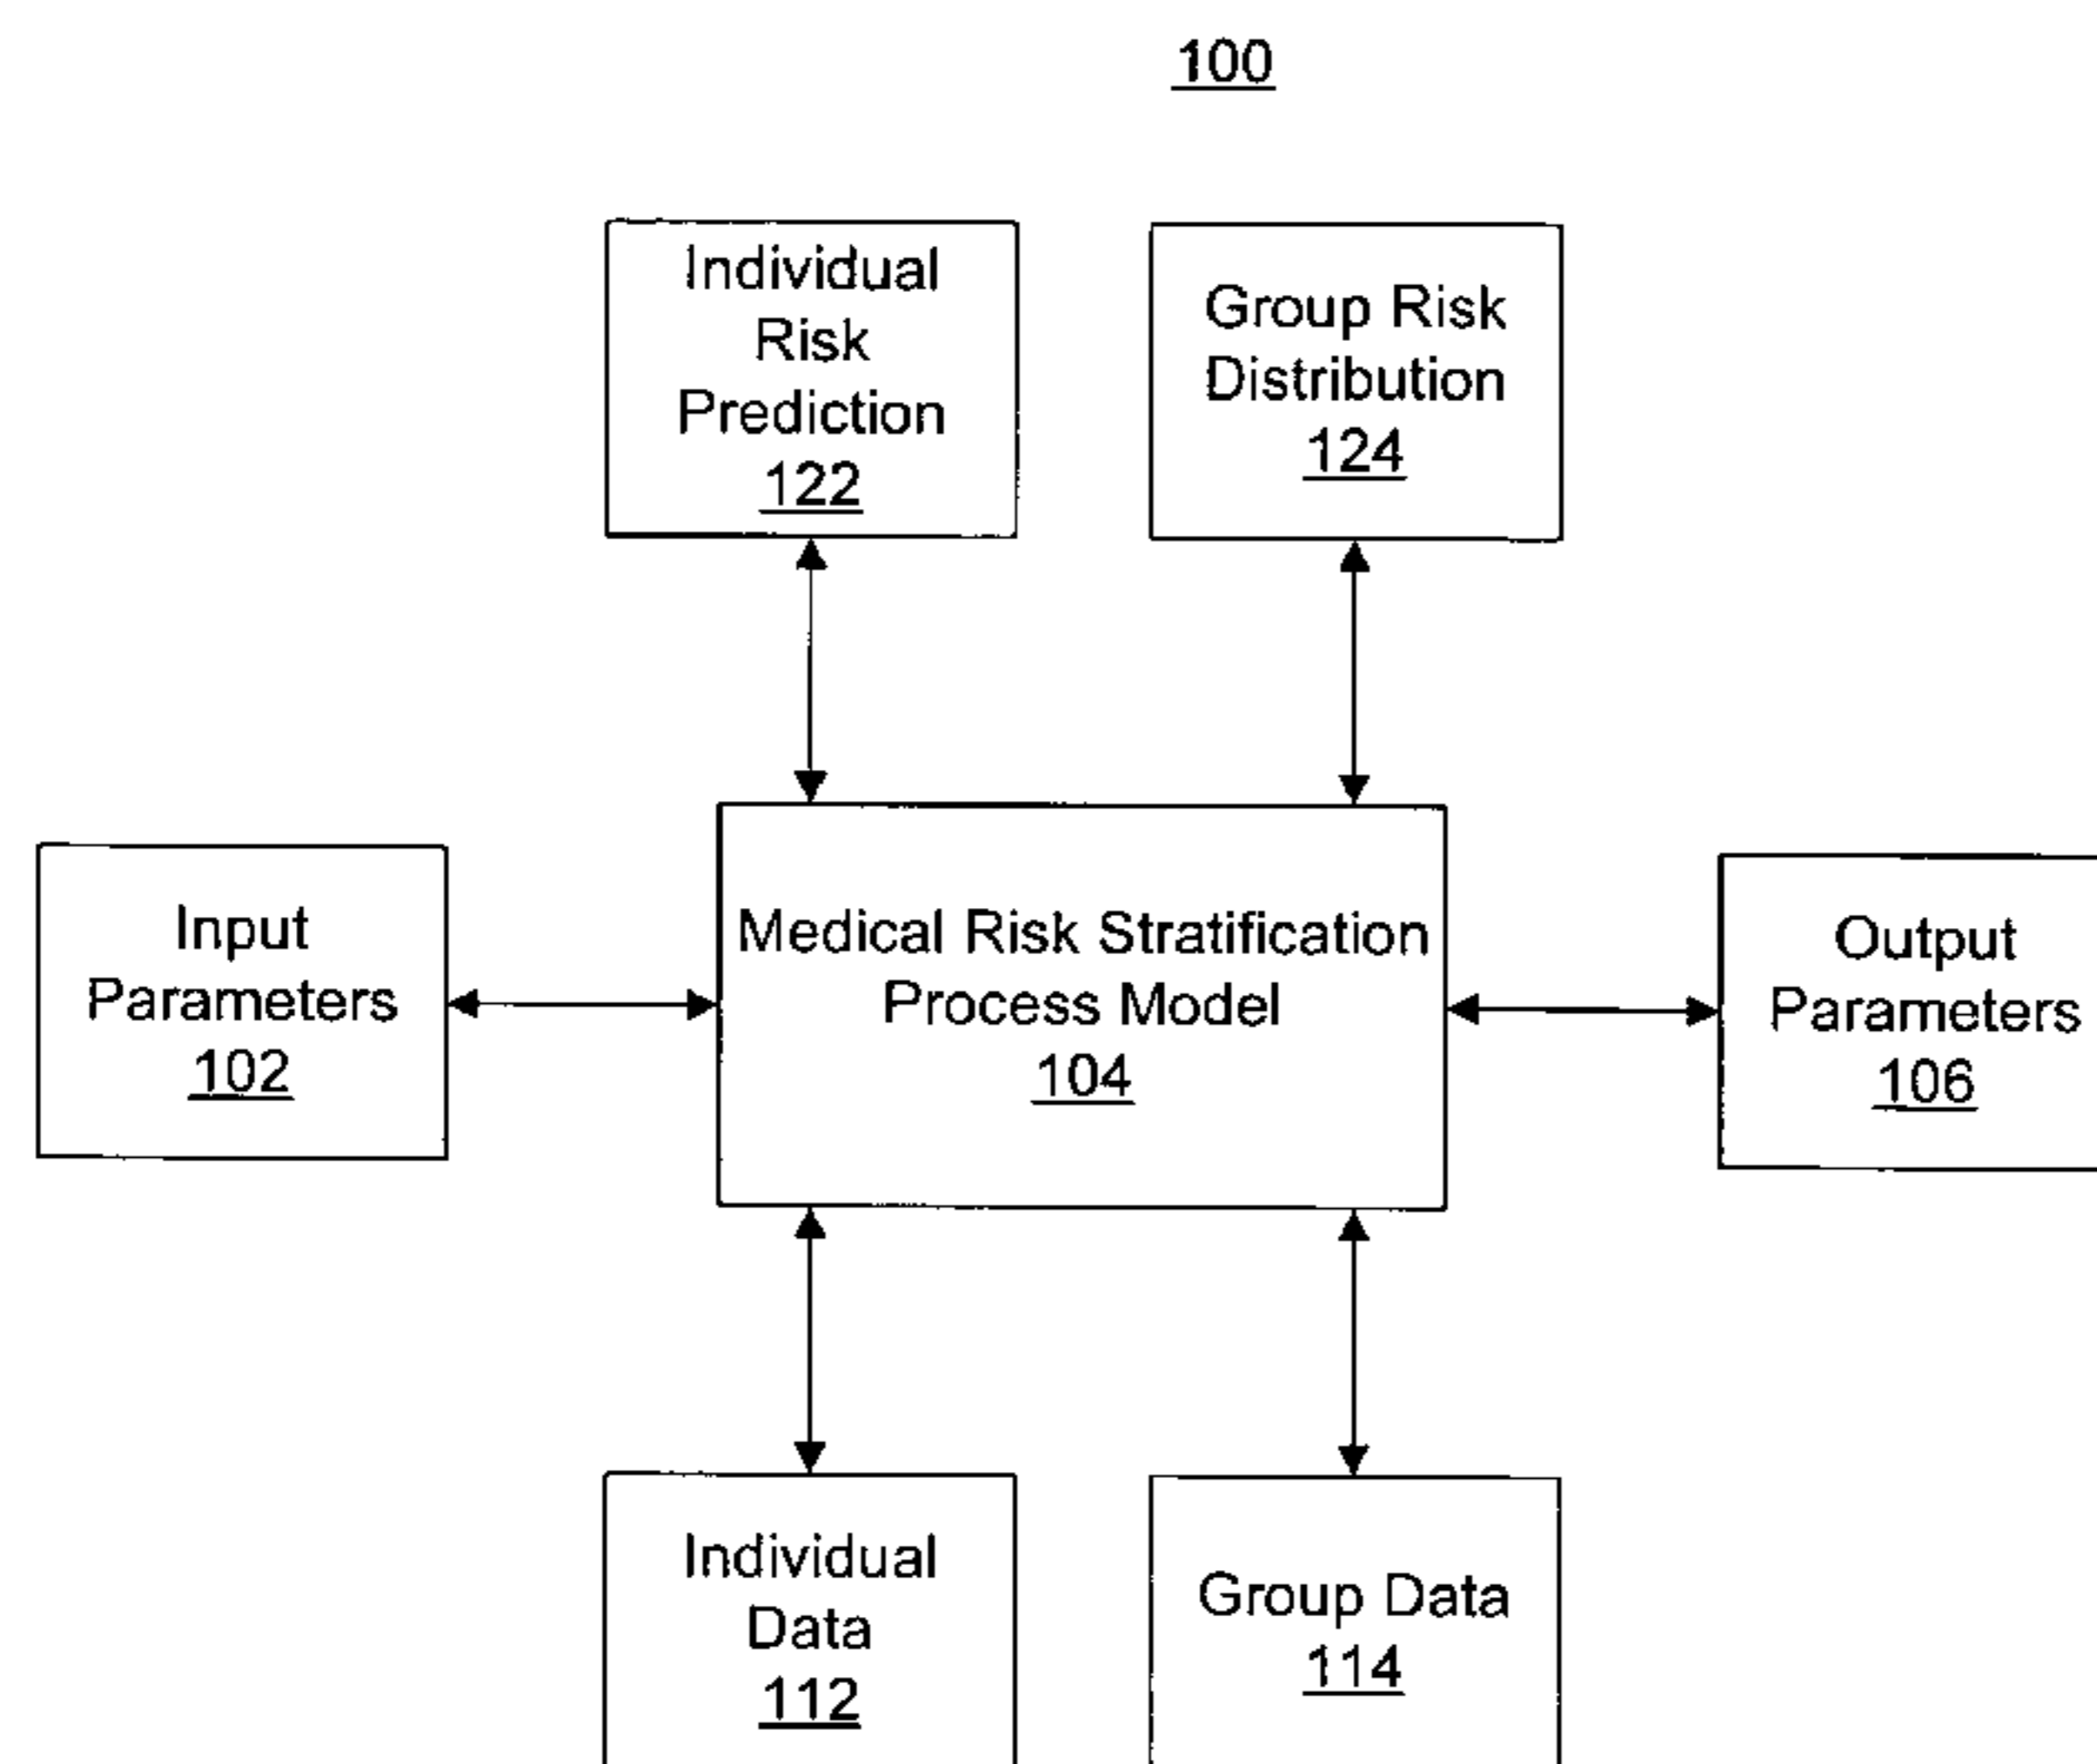 100
Individual
Risk
Prediction
122
Group Risk
Distribution
124
Input
Parameters
102
Medical Risk Stratification
Process Model
104
Output
Parameters
106
Individual
Data
112
Group Data
114